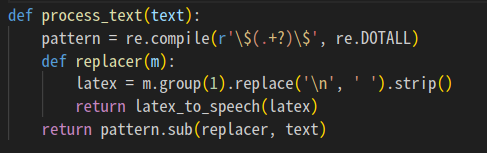 def process_text(text):
    pattern = re.compile(r'\$(.+?)\$', re.DOTALL)
    def replacer(m):
        latex = m.group(1).replace('\n', ' ').strip()
        return latex_to_speech(latex)
    return pattern.sub(replacer, text)